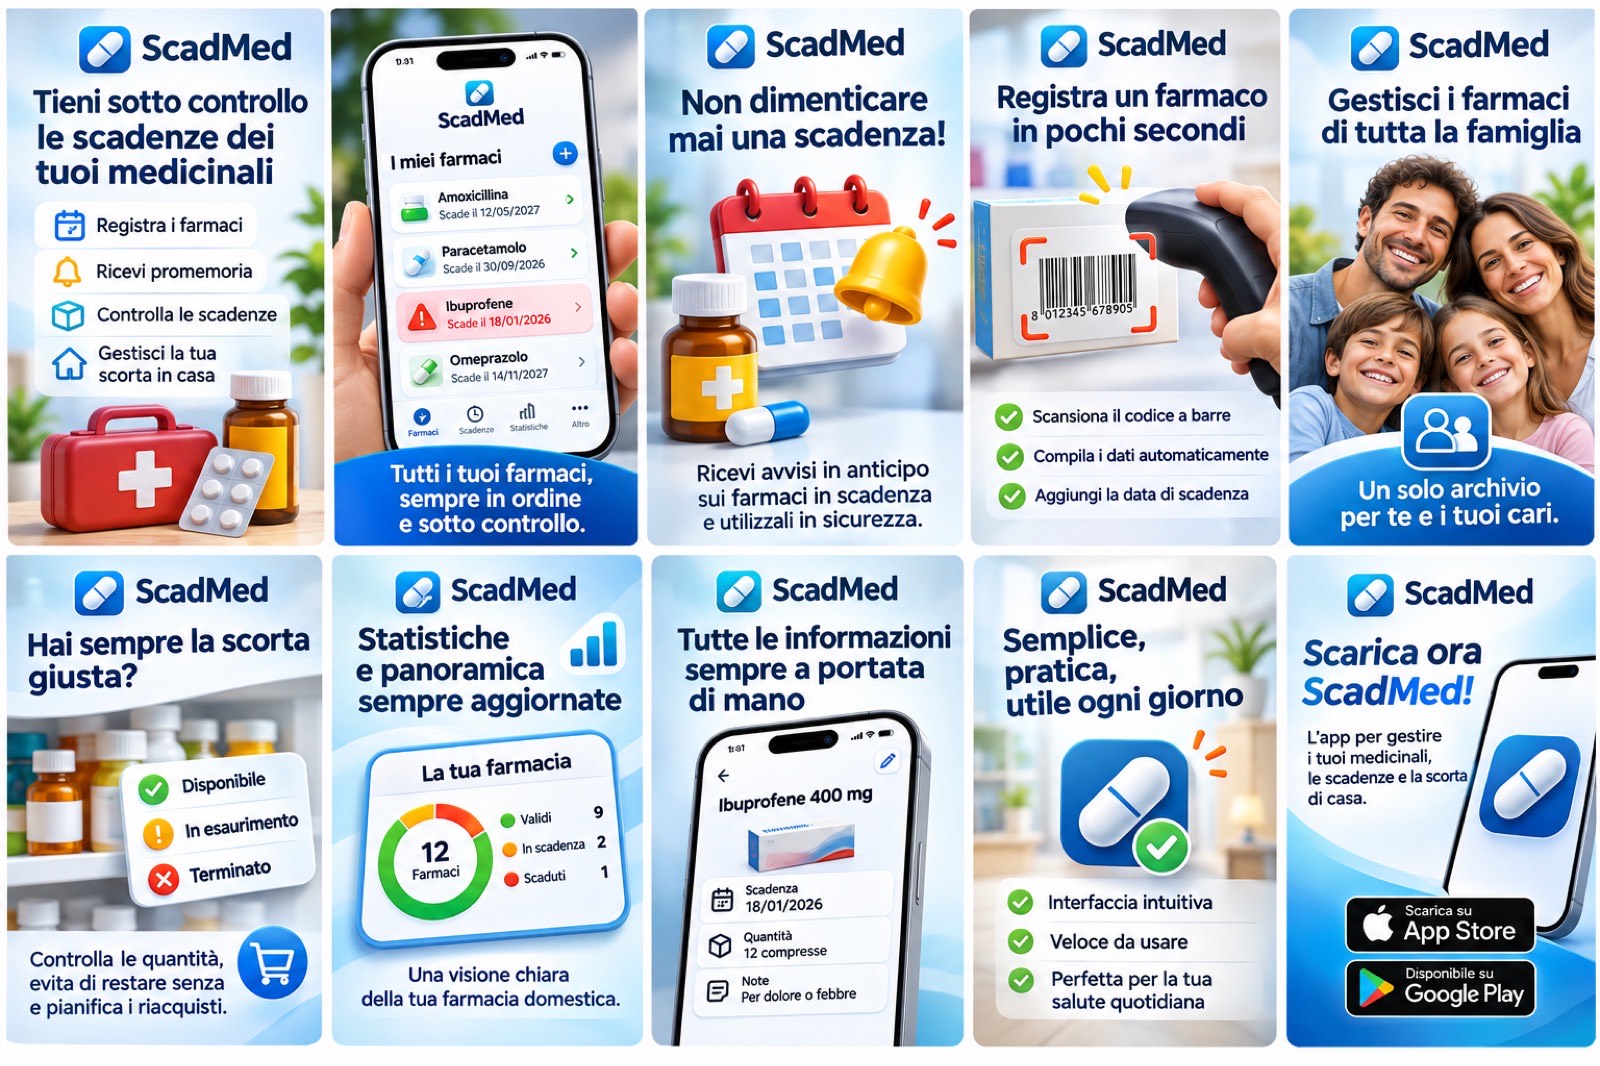 ScadMed
Tieni sotto controllo
le scadenze dei
tuoi medicinali
Registra i farmaci
Ricevi promemoria
Controlla le scadenze
Gestisci la tua
scorta in casa
ScadMed
I miei farmaci
Amoxicillina
Scade il 12/05/2027
Paracetamolo
Scade il 30/09/2026
Ibuprofene
Scade il 18/01/2026
Omeprazolo
Scade il 14/11/2027
Farmaci
Scadenze
Statistiche
Altro
Tutti i tuoi farmaci,
sempre in ordine
e sotto controllo.
ScadMed
Non dimenticare
mai una scadenza!
Ricevi avvisi in anticipo
sui farmaci in scadenza
e utilizzali in sicurezza.
ScadMed
Registra un farmaco
in pochi secondi
8 012345 678905
Scansiona il codice a barre
Compila i dati automaticamente
Aggiungi la data di scadenza
ScadMed
Gestisci i farmaci
di tutta la famiglia
Un solo archivio
per te e i tuoi cari.
ScadMed
Hai sempre la scorta
giusta?
Disponibile
In esaurimento
Terminato
Controlla le quantità,
evita di restare senza
e pianifica i riacquisti.
ScadMed
Statistiche
e panoramica
sempre aggiornate
La tua farmacia
12
Farmaci
Validi 9
In scadenza 2
Scaduti 1
Una visione chiara
della tua farmacia domestica.
ScadMed
Tutte le informazioni
sempre a portata
di mano
Ibuprofene 400 mg
Scadenza
18/01/2026
Quantità
12 compresse
Note
Per dolore o febbre
ScadMed
Semplice,
pratica,
utile ogni giorno
Interfaccia intuitiva
Veloce da usare
Perfetta per la tua
salute quotidiana
ScadMed
Scarica ora
ScadMed!
L'app per gestire
i tuoi medicinali,
le scadenze e la scorta
di casa.
Scarica su
App Store
Disponibile su
Google Play